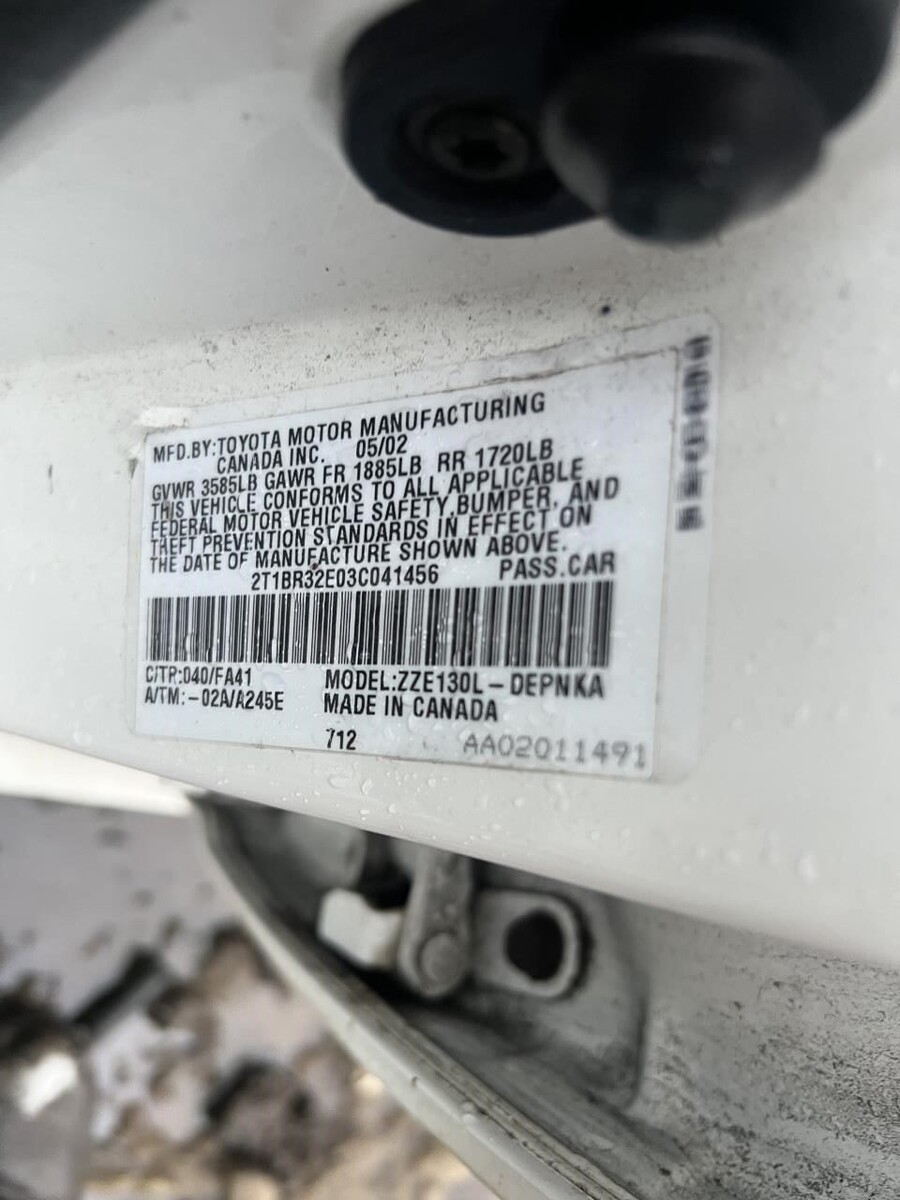 MFD.BY:TOYOTA MOTOR MANUFACTURING
CANADA INC. 05/02
GVWR 3585LB GAWR FR 1885LB RR 1720LB
THIS VEHICLE CONFORMS TO ALL APPLICABLE
FEDERAL MOTOR VEHICLE SAFETY,BUMPER, AND
THEFT PREVENTION STANDARDS IN EFFECT ON
THE DATE OF MANUFACTURE SHOWN ABOVE.
2T1BR32E03C041456 PASS.CAR
C/TR:040/FA41 MODEL:ZZE130L-DEPNKA
A/TM:-02A/A245E MADE IN CANADA
712 AA02011491